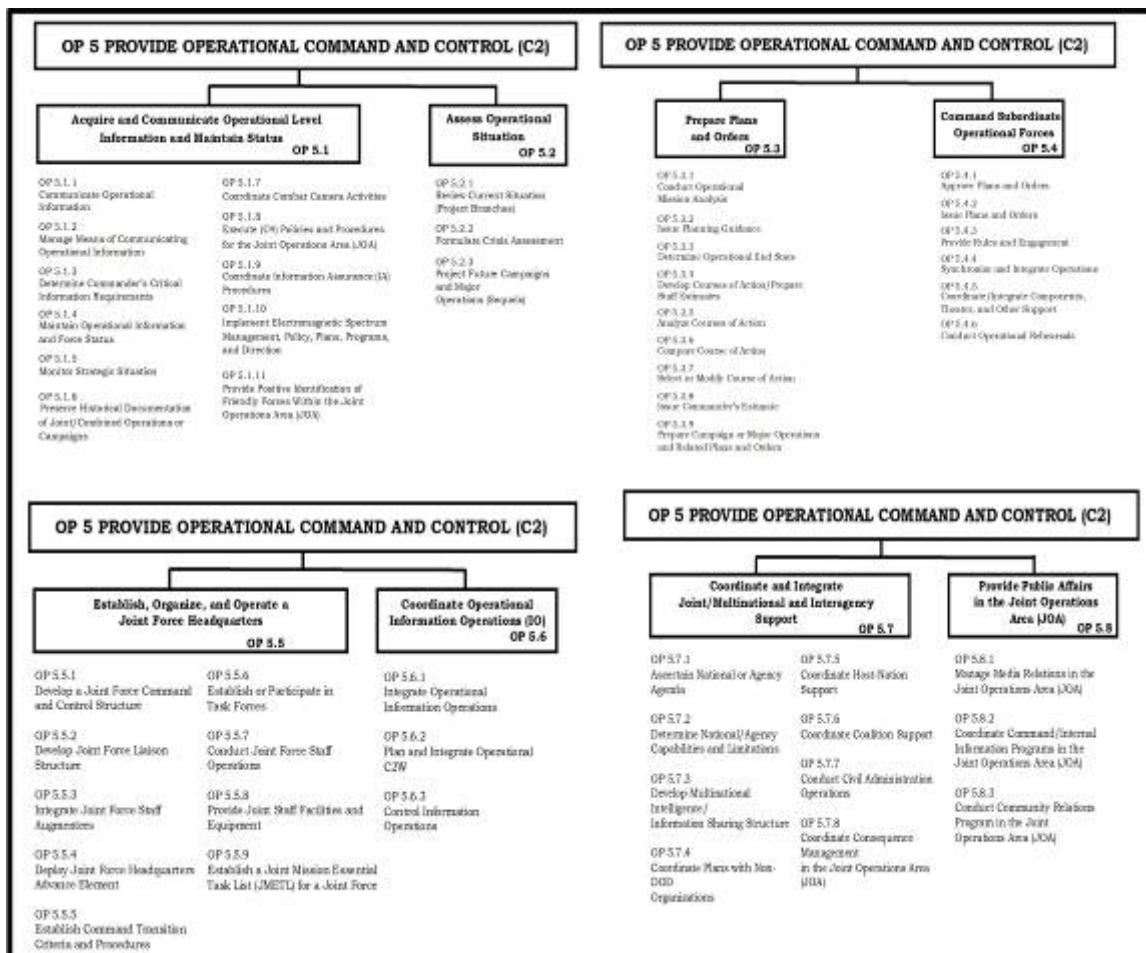 OP 5 PROVIDE OPERATIONAL COMMAND AND CONTROL (C2)
Acquire and Communicate Operational Level
Information and Maintain Status
OP 5.1
Assess Operational
Situation
OP 5.2
OP 5.1.1
Communicate Operational
Information
OP 5.1.2
Manage Means of Communicating
Operational Information
OP 5.1.3
Determine Commander's Critical
Information Requirements
OP 5.1.4
Maintain Operational Information
and Force Status
OP 5.1.5
Monitor Strategic Situation
OP 5.1.6
Preserve Historical Documentation
of Joint/Combined Operations or
Campaigns
OP 5.1.7
Coordinate Combat Camera Activities
OP 5.1.8
Execute Policies and Procedures
for the Joint Operations Area (JOA)
OP 5.1.9
Coordinate Information Assurance (IA)
Procedures
OP 5.1.10
Implement Electromagnetic Spectrum
Management, Policy, Plans, Programs,
and Direction
OP 5.1.11
Provide Positive Identification of
Friendly Forces Within the Joint
Operations Area (JOA)
OP 5.2.1
Review Current Situation
(Project Branches)
OP 5.2.2
Formulate Crisis Assessment
OP 5.2.3
Project Future Campaigns
and Major
Operations (Sequels)
OP 5 PROVIDE OPERATIONAL COMMAND AND CONTROL (C2)
Prepare Plans
and Orders
OP 5.3
Command Subordinate
Operational Forces
OP 5.4
OP 5.3.1
Conduct Operational
Mission Analysis
OP 5.3.2
Issue Planning Guidance
OP 5.3.3
Determine Operational End State
OP 5.3.4
Develop Courses of Action/Prepare
Staff Estimates
OP 5.3.5
Analyze Courses of Action
OP 5.3.6
Compare Course of Action
OP 5.3.7
Select or Modify Course of Action
OP 5.3.8
Issue Commander's Estimate
OP 5.3.9
Prepare Campaign or Major Operations
and Related Plans and Orders
OP 5.4.1
Approve Plans and Orders
OP 5.4.2
Issue Plans and Orders
OP 5.4.3
Provide Rules and Engagement
OP 5.4.4
Synchronize and Integrate Operations
OP 5.4.5
Coordinate/Integrate Components,
Theater, and Other Support
OP 5.4.6
Conduct Operational Rehearsals
OP 5 PROVIDE OPERATIONAL COMMAND AND CONTROL (C2)
Establish, Organize, and Operate a
Joint Force Headquarters
OP 5.5
Coordinate Operational
Information Operations (IO)
OP 5.6
OP 5.5.1
Develop a Joint Force Command
and Control Structure
OP 5.5.2
Develop Joint Force Liaison
Structure
OP 5.5.3
Integrate Joint Force Staff
Augmentees
OP 5.5.4
Deploy Joint Force Headquarters
Advance Element
OP 5.5.5
Establish Command Transition
Criteria and Procedures
OP 5.5.6
Establish or Participate in
Task Forces
OP 5.5.7
Conduct Joint Force Staff
Operations
OP 5.5.8
Provide Joint Staff Facilities and
Equipment
OP 5.5.9
Establish a Joint Mission Essential
Task List (JMETL) for a Joint Force
OP 5.6.1
Integrate Operational
Information Operations
OP 5.6.2
Plan and Integrate Operational
C2W
OP 5.6.3
Control Information
Operations
OP 5 PROVIDE OPERATIONAL COMMAND AND CONTROL (C2)
Coordinate and Integrate
Joint/Multinational and Interagency
Support
OP 5.7
Provide Public Affairs
in the Joint Operations
Area (JOA)
OP 5.8
OP 5.7.1
Ascertain National or Agency
Agenda
OP 5.7.2
Determine National/Agency
Capabilities and Limitations
OP 5.7.3
Develop Multinational
Intelligence/
Information Sharing Structure
OP 5.7.4
Coordinate Plans with Non-
DOD
Organizations
OP 5.7.5
Coordinate Host-Nation
Support
OP 5.7.6
Coordinate Coalition Support
OP 5.7.7
Conduct Civil Administration
Operations
OP 5.7.8
Coordinate Consequence
Management
in the Joint Operations Area
(JOA)
OP 5.8.1
Manage Media Relations in the
Joint Operations Area (JOA)
OP 5.8.2
Coordinate Command/Internal
Information Programs in the
Joint Operations Area (JOA)
OP 5.8.3
Conduct Community Relations
Program in the Joint
Operations Area (JOA)